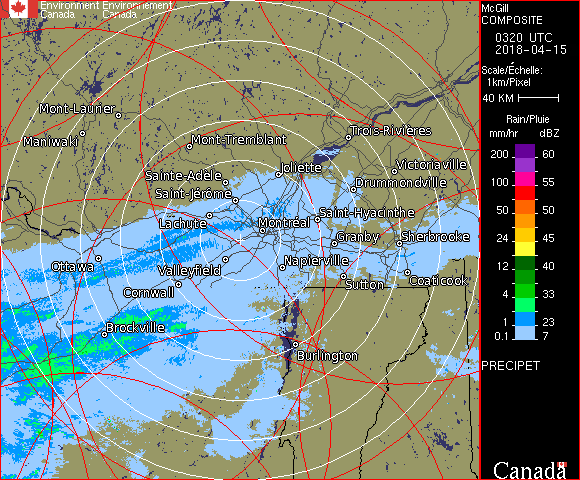 Environment Environnement
Canada Canada
McGill
COMPOSITE
0320 UTC
2018-04-15
Scale/Échelle:
1km/Pixel
40 KM
Rain/Pluie
mm/hr dBZ
200 60
100 55
50 50
24 45
12 40
4 33
1 23
0.1 7
PRECIPET
Mont-Laurier
Maniwaki
Mont-Tremblant
Trois-Rivières
Sainte-Adèle
Joliette
Victoriaville
Saint-Jérôme
Drummondville
Lachute
Montréal
Saint-Hyacinthe
Granby
Sherbrooke
Ottawa
Valleyfield
Napierville
Cornwall
Sutton
Coaticook
Brockville
Burlington
Canada